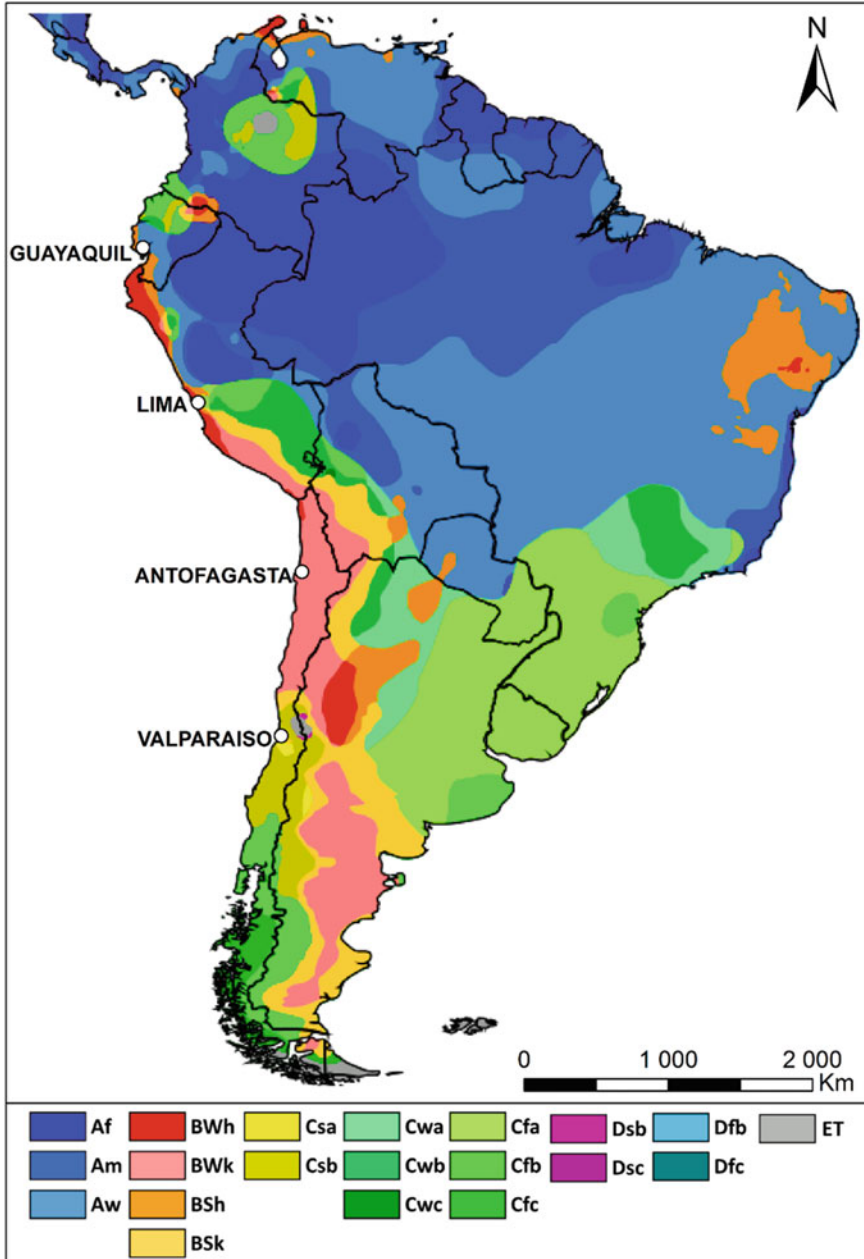 N
GUAYAQUIL
LIMA
ANTOFAGASTA
VALPARAISO
0 1 000 2 000
Km
Af BWh Csa Cwa Cfa Dsb Dfb ET
Am BWk Csb Cwb Cfb Dsc Dfc
Aw BSh Cwc Cfc
BSk